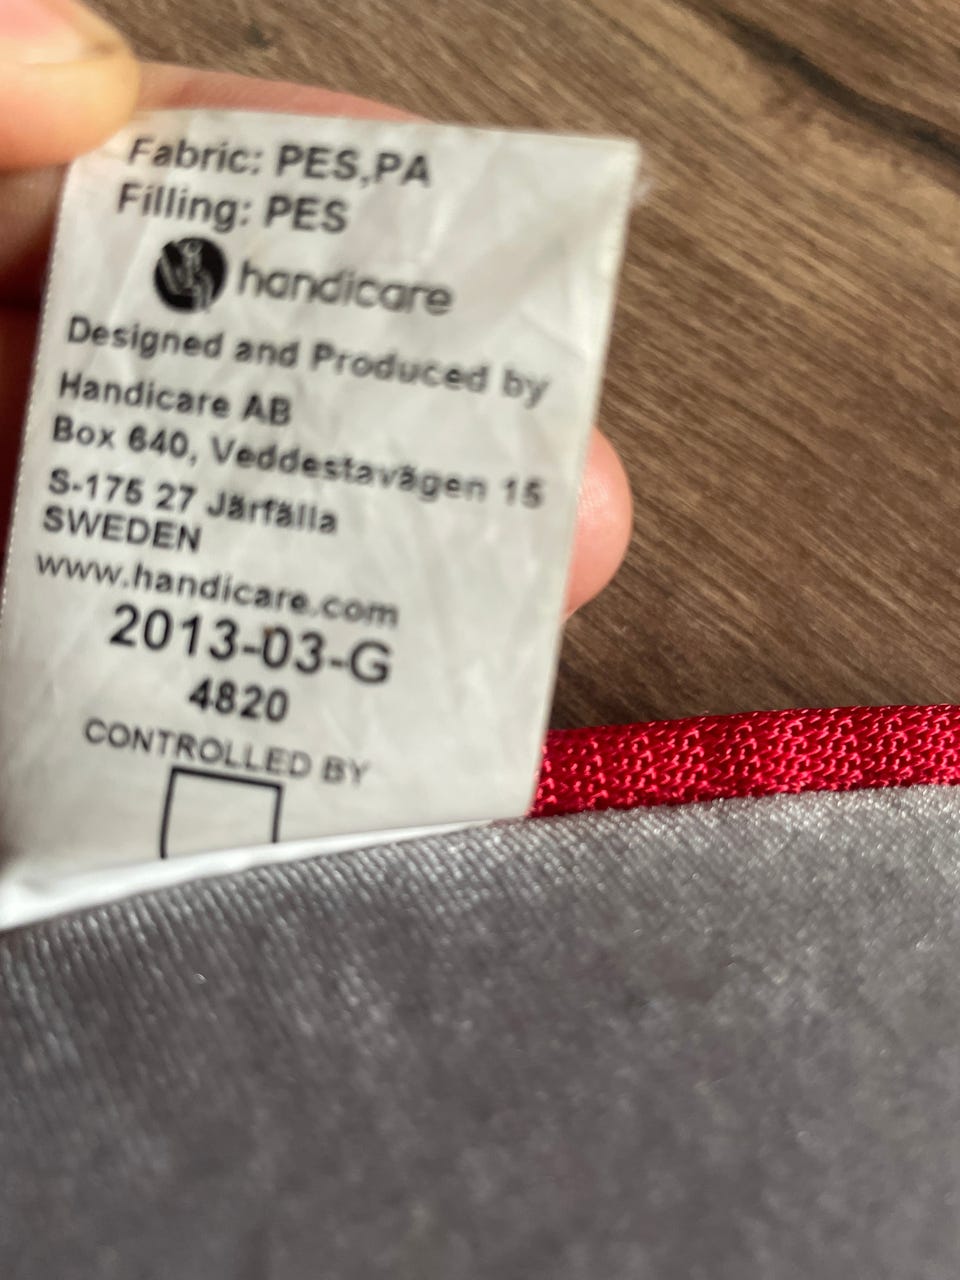 Fabric: PES,PA
Filling: PES
handicare
Designed and Produced by
Handicare AB
Box 640, Veddestavägen 15
S-175 27 Järfälla
SWEDEN
www.handicare.com
2013-03-G
4820
CONTROLLED BY